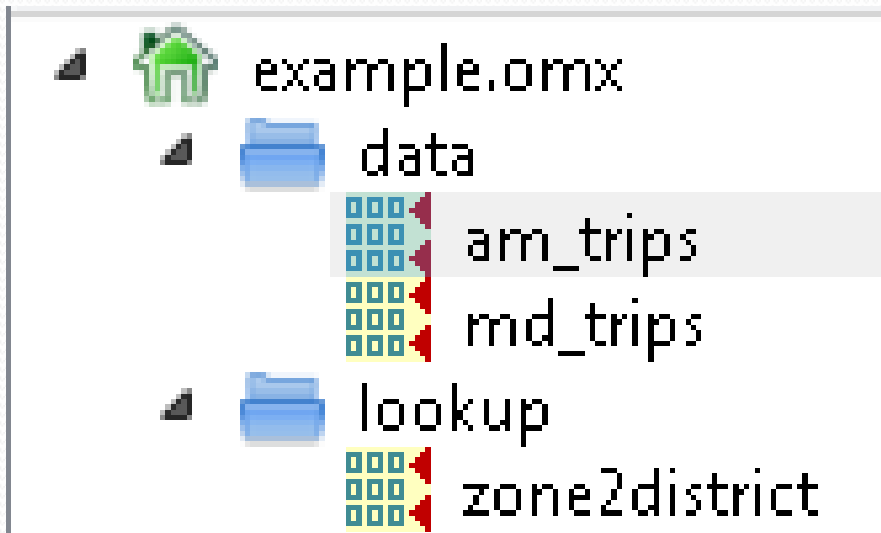 example.omx
data
am_trips
md_trips
lookup
zone2district